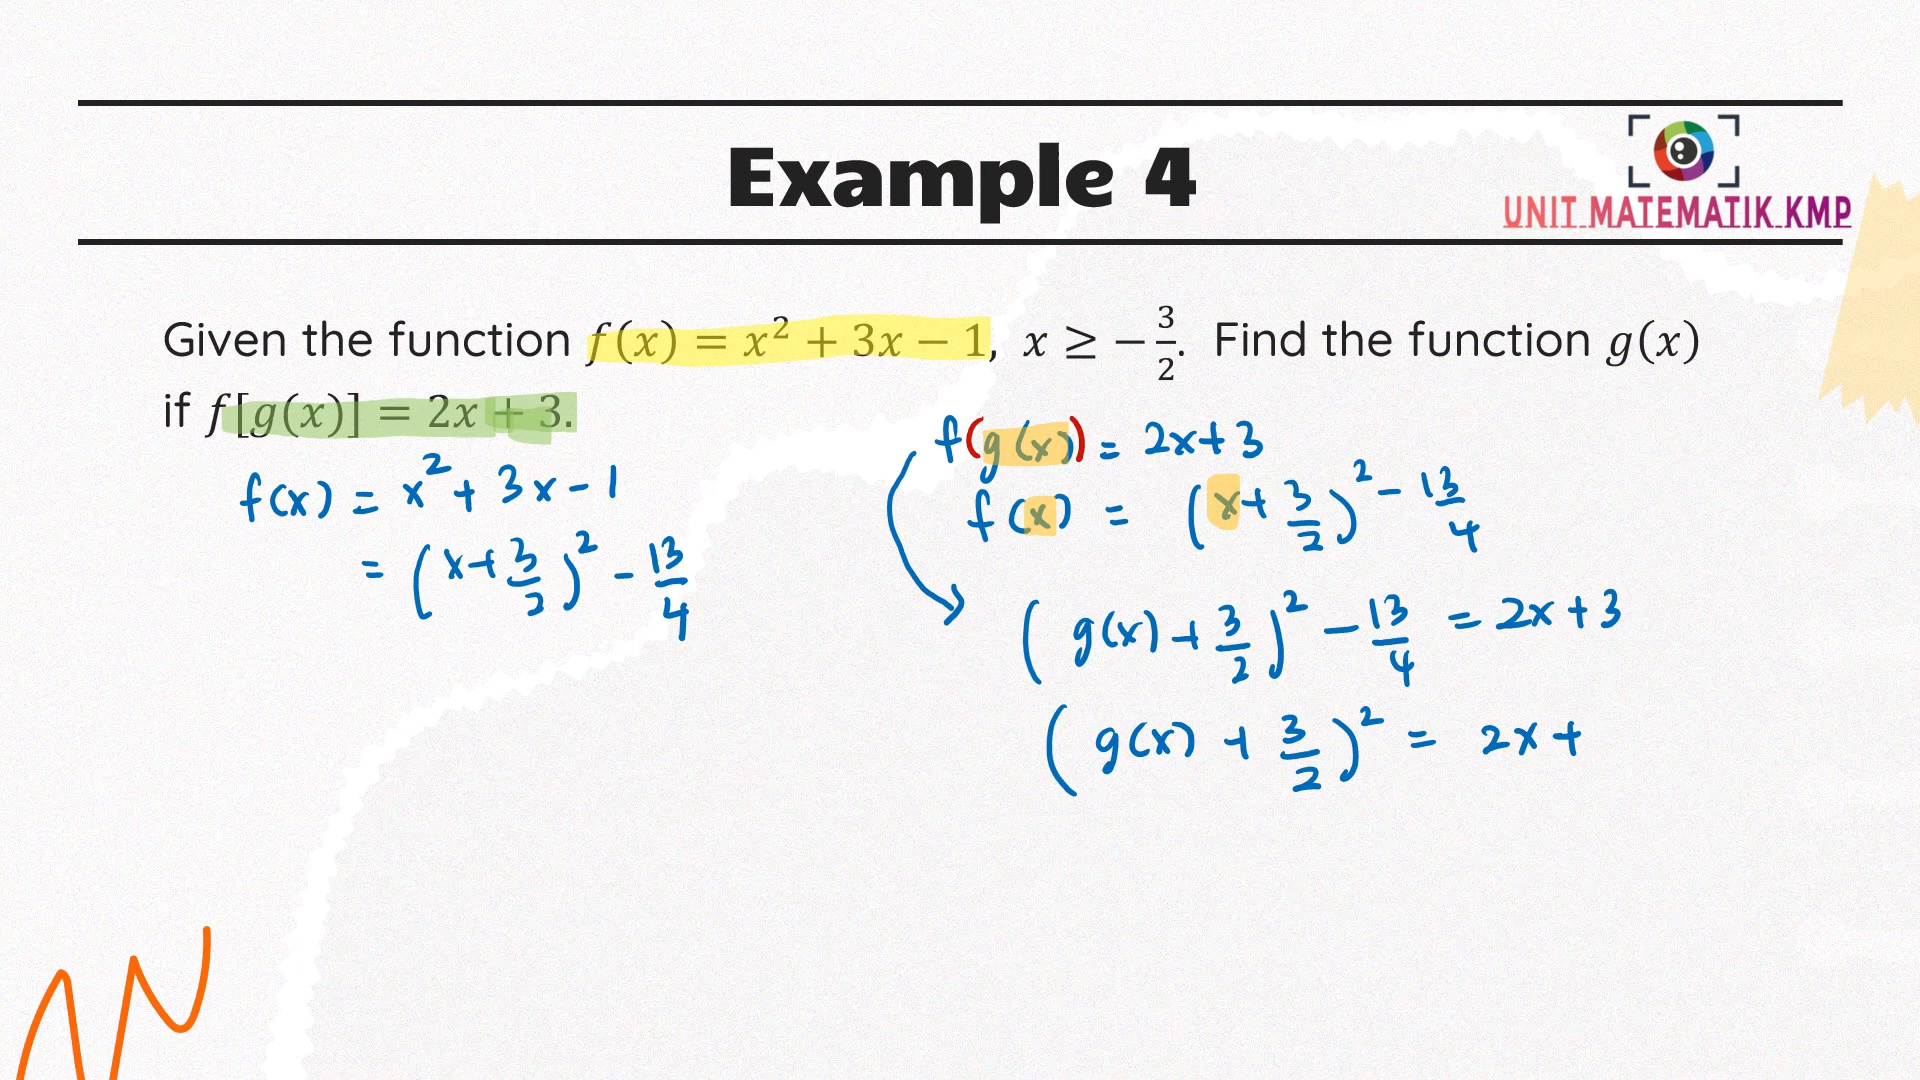 Example 4
UNIT MATEMATIK KMP
Given the function f(x) = x² + 3x − 1, x ≥ −3/2. Find the function g(x)
if f[g(x)] = 2x + 3.
f(x) = x² + 3x - 1
= (x + 3/2)² - 13/4
f(g(x)) = 2x + 3
f(x) = (x + 3/2)² - 13/4
(g(x) + 3/2)² - 13/4 = 2x + 3
(g(x) + 3/2)² = 2x +